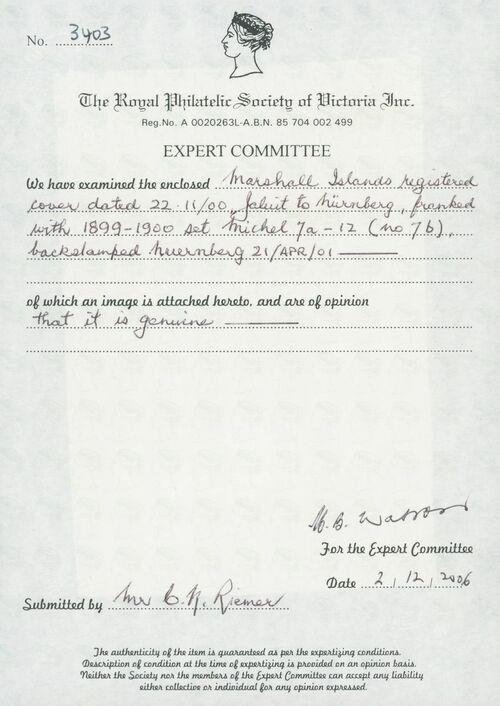 No. 3403
The Royal Philatelic Society of Victoria Inc.
Reg.No. A 0020263L-A.B.N. 85 704 002 499
EXPERT COMMITTEE
We have examined the enclosed Marshall Islands registered
cover dated 22.11/00, Jaluit to Nürnberg, franked
with 1899-1900 set Michel 7a-12 (no 7b),
backstamped Nuernberg 21/APR/01
of which an image is attached hereto, and are of opinion
that it is genuine
M. B. Watson
For the Expert Committee
Date 2, 12, 2006
Submitted by Mr C. N. Riemer
The authenticity of the item is guaranteed as per the expertizing conditions.
Description of condition at the time of expertizing is provided on an opinion basis.
Neither the Society nor the members of the Expert Committee can accept any liability
either collective or individual for any opinion expressed.